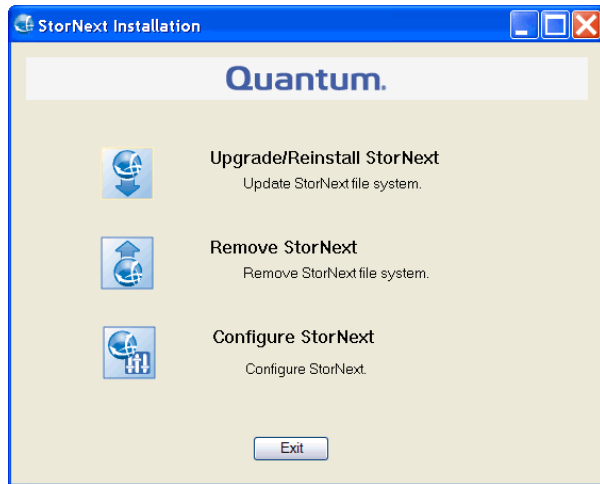 StorNext Installation
Quantum.
Upgrade/Reinstall StorNext
Update StorNext file system.
Remove StorNext
Remove StorNext file system.
Configure StorNext
Configure StorNext.
Exit